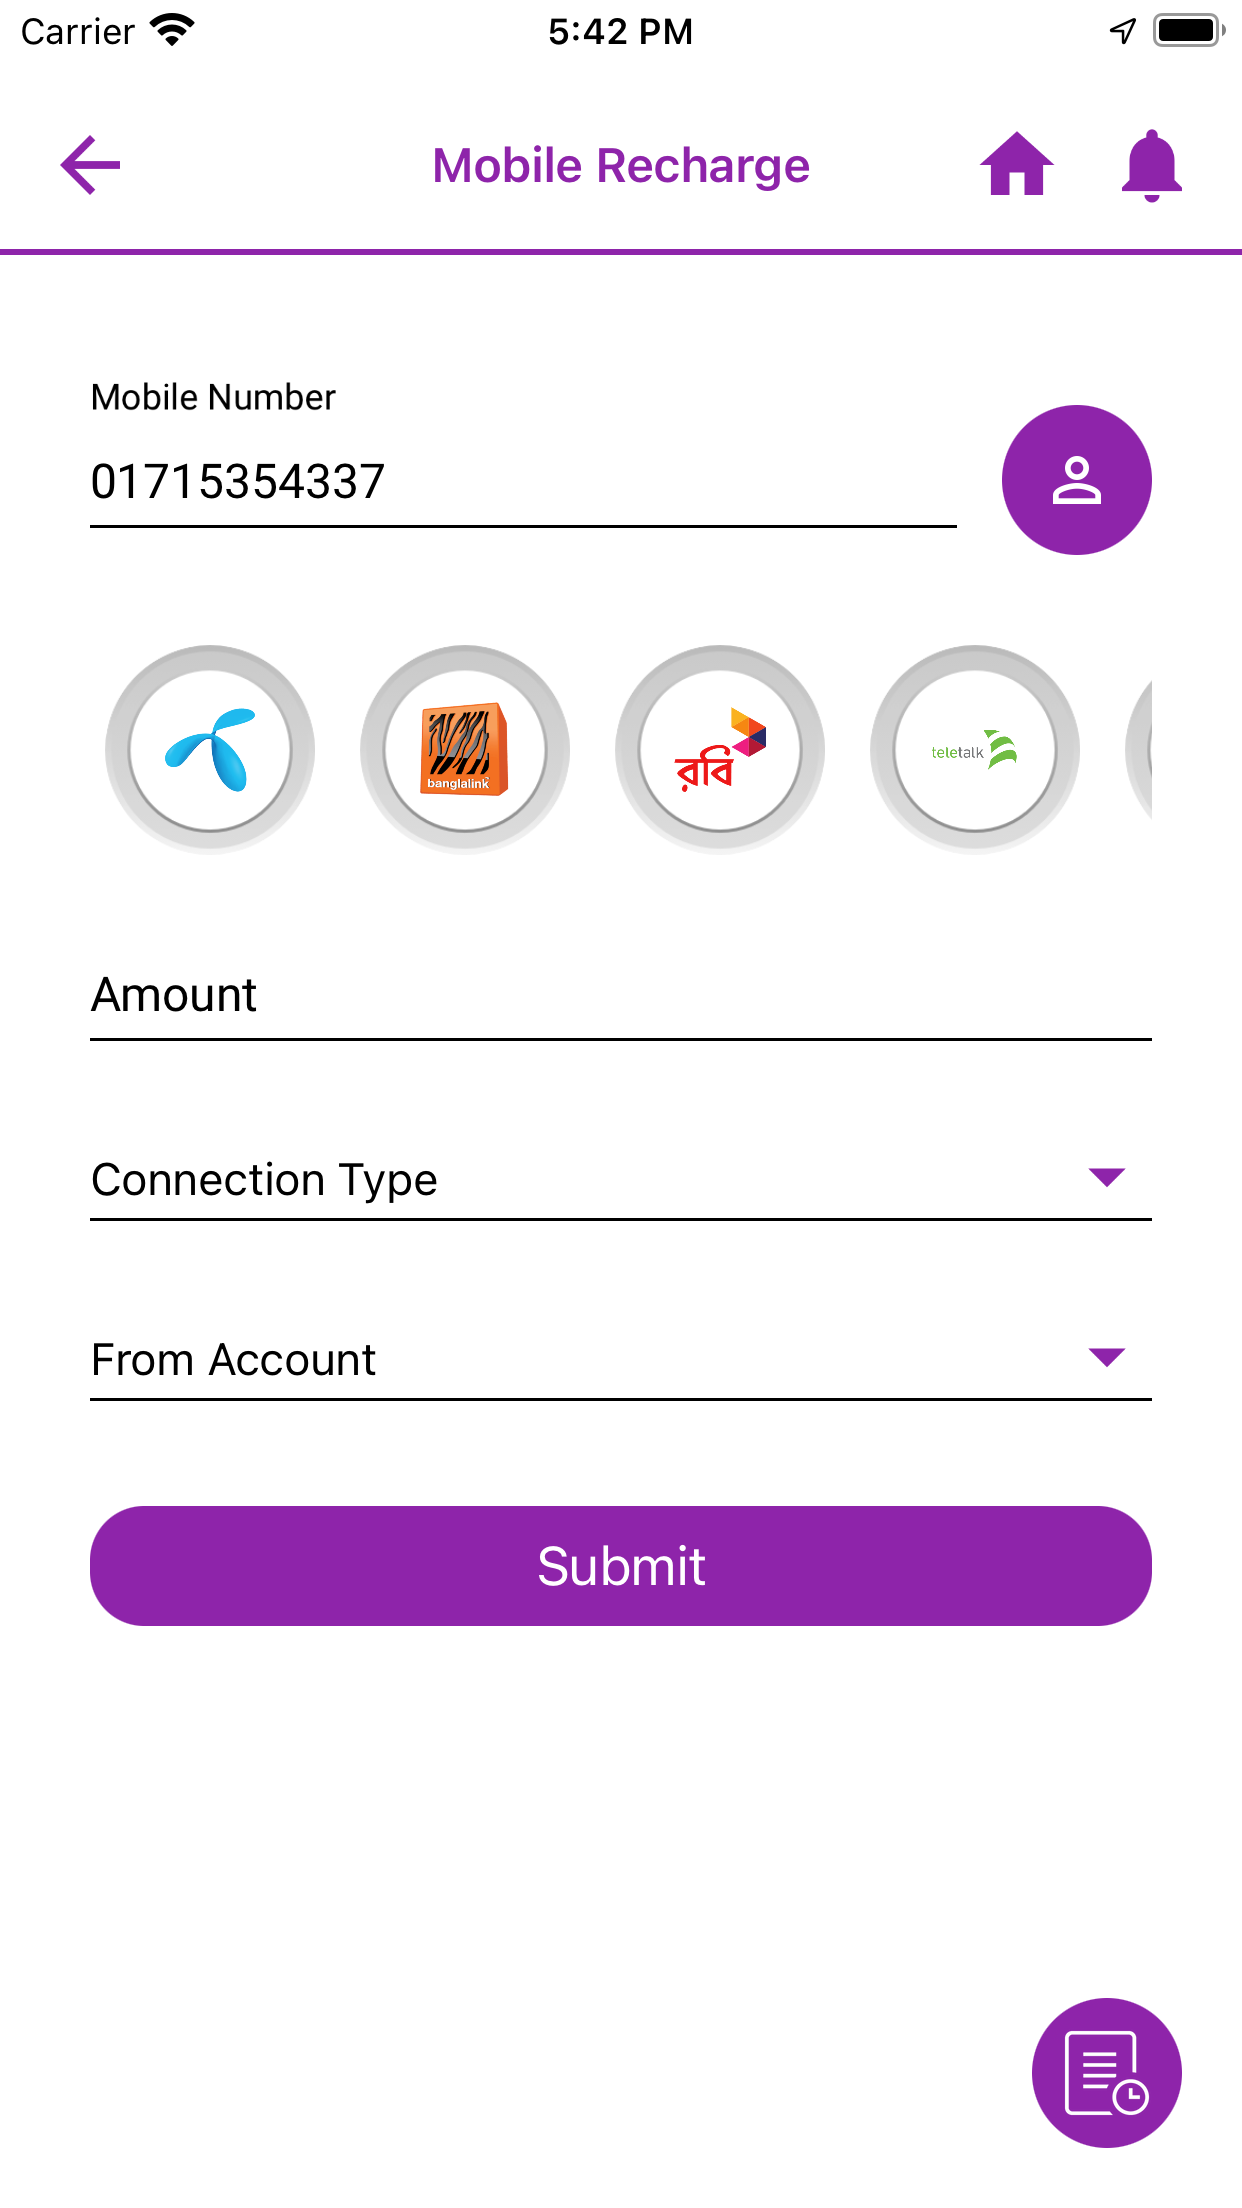 Carrier 5:42 PM
Mobile Recharge
Mobile Number
01715354337
banglalink
রবি
teletalk
Amount
Connection Type
From Account
Submit